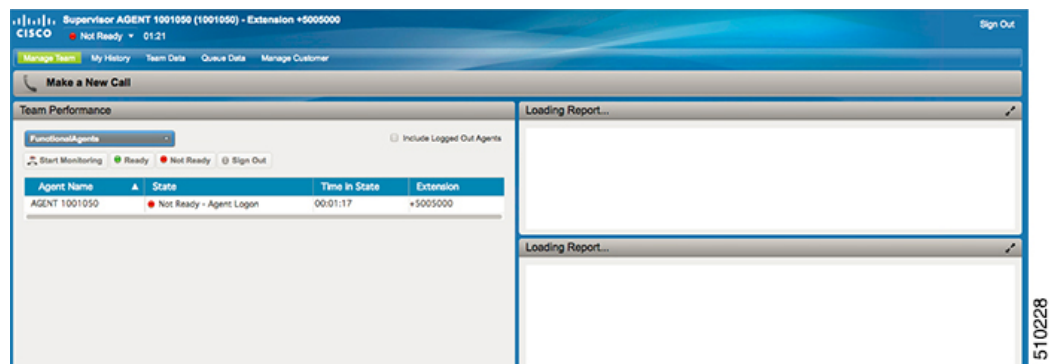 Supervisor AGENT 1001050 (1001050) - Extension +5005000
Sign Out
CISCO
Not Ready 01:21
Manage Team My History Team Data Queue Data Manage Customer
Make a New Call
Team Performance
FunctionalAgents
Include Logged Out Agents
Start Monitoring Ready Not Ready Sign Out
Agent Name State Time in State Extension
AGENT 1001050 Not Ready - Agent Logon 00:01:17 +5005000
Loading Report...
Loading Report...
510228